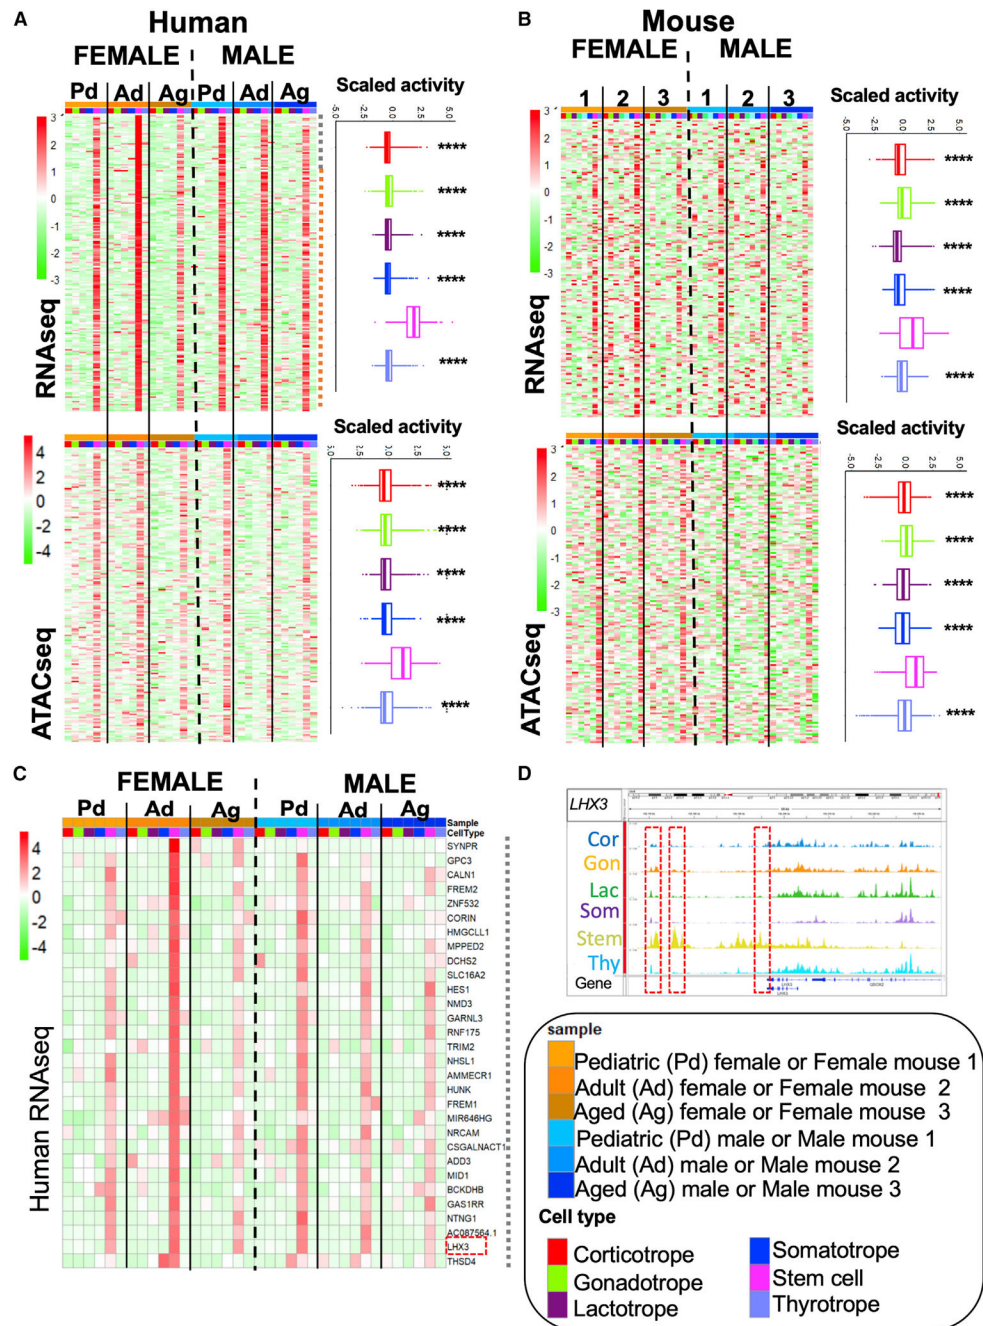 A
Human
FEMALE MALE
Pd Ad Ag Pd Ad Ag
Scaled activity
-5.0 -2.5 0.0 2.5 5.0
3
2
1
0
-1
-2
-3
RNAseq
****
****
****
****
****
Scaled activity
-5.0 -2.5 0.0 2.5 5.0
4
2
0
-2
-4
ATACseq
****
****
****
****
****
B
Mouse
FEMALE MALE
1 2 3 1 2 3
Scaled activity
-5.0 -2.5 0.0 2.5 5.0
3
2
1
0
-1
-2
-3
RNAseq
****
****
****
****
****
Scaled activity
-5.0 -2.5 0.0 2.5 5.0
3
2
1
0
-1
-2
-3
ATACseq
****
****
****
****
****
C
FEMALE MALE
Pd Ad Ag Pd Ad Ag
Sample
CellType
4
2
0
-2
-4
Human RNAseq
SYNPR
GPC3
CALN1
FREM2
ZNF532
CORIN
HMGCLL1
MPPED2
DCHS2
SLC16A2
HES1
NMD3
GARNL3
RNF175
TRIM2
NHSL1
AMMECR1
HUNK
FREM1
MIR646HG
NRCAM
CSGALNACT1
ADD3
MID1
BCKDHB
GAS1RR
NTNG1
AC087564.1
LHX3
THSD4
D
LHX3
Cor
Gon
Lac
Som
Stem
Thy
Gene
sample
Pediatric (Pd) female or Female mouse 1
Adult (Ad) female or Female mouse 2
Aged (Ag) female or Female mouse 3
Pediatric (Pd) male or Male mouse 1
Adult (Ad) male or Male mouse 2
Aged (Ag) male or Male mouse 3
Cell type
Corticotrope
Gonadotrope
Lactotrope
Somatotrope
Stem cell
Thyrotrope